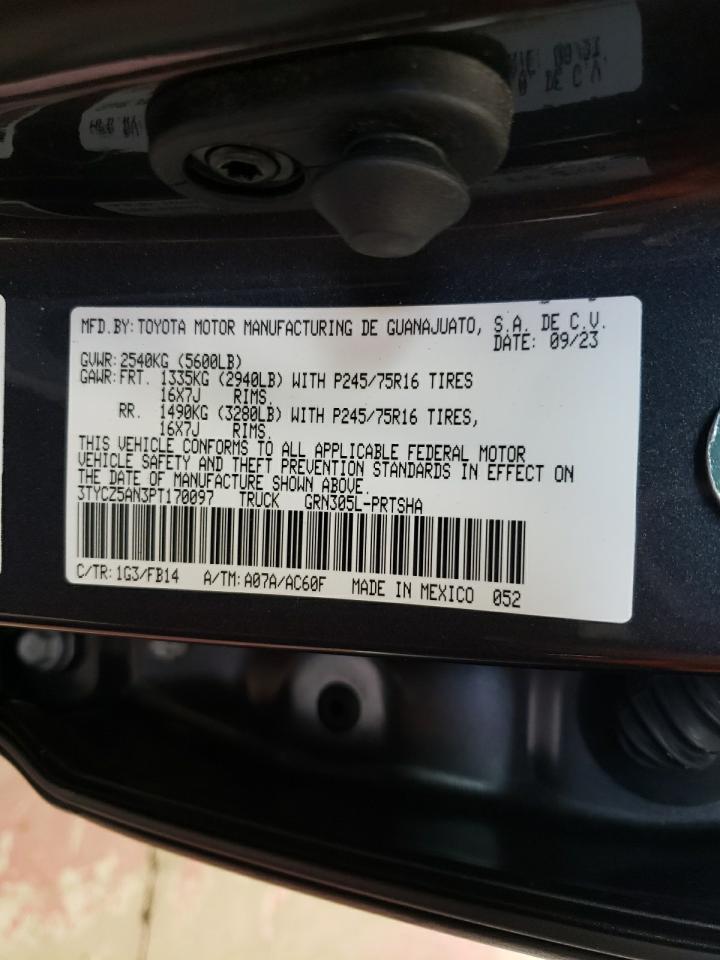 MFD.BY: TOYOTA MOTOR MANUFACTURING DE GUANAJUATO, S.A. DE C.V.
DATE: 09/23
GVWR: 2540KG (5600LB)
GAWR: FRT. 1335KG (2940LB) WITH P245/75R16 TIRES
16X7J RIMS.
RR. 1490KG (3280LB) WITH P245/75R16 TIRES,
16X7J RIMS.
THIS VEHICLE CONFORMS TO ALL APPLICABLE FEDERAL MOTOR
VEHICLE SAFETY AND THEFT PREVENTION STANDARDS IN EFFECT ON
THE DATE OF MANUFACTURE SHOWN ABOVE.
3TYCZ5AN3PT170097 TRUCK GRN305L-PRTSHA
C/TR: 1G3/FB14 A/TM: A07A/AC60F MADE IN MEXICO 052